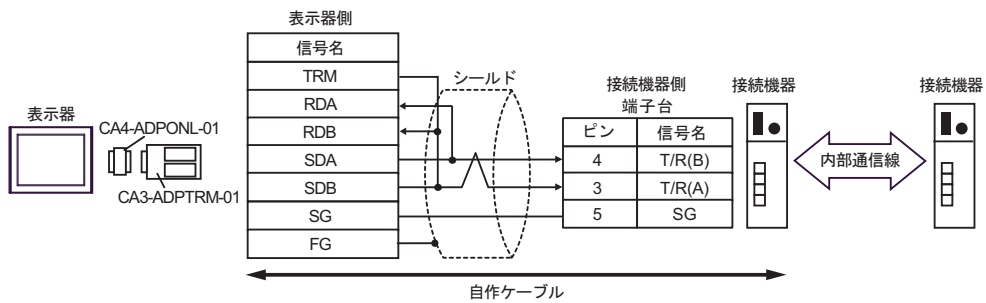 表示器側
信号名
TRM
RDA
RDB
SDA
SDB
SG
FG
シールド
接続機器側
端子台
ピン 信号名
4 T/R(B)
3 T/R(A)
5 SG
接続機器
接続機器
内部通信線
表示器
CA4-ADPONL-01
CA3-ADPTRM-01
自作ケーブル